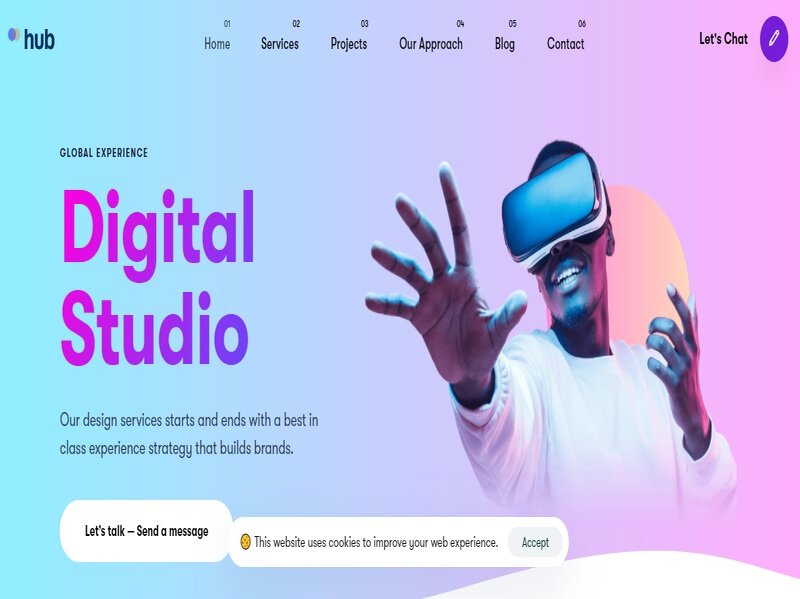 hub
01
Home
02
Services
03
Projects
04
Our Approach
05
Blog
06
Contact
Let's Chat
GLOBAL EXPERIENCE
Digital
Studio
Our design services starts and ends with a best in
class experience strategy that builds brands.
Let's talk – Send a message
This website uses cookies to improve your web experience.
Accept